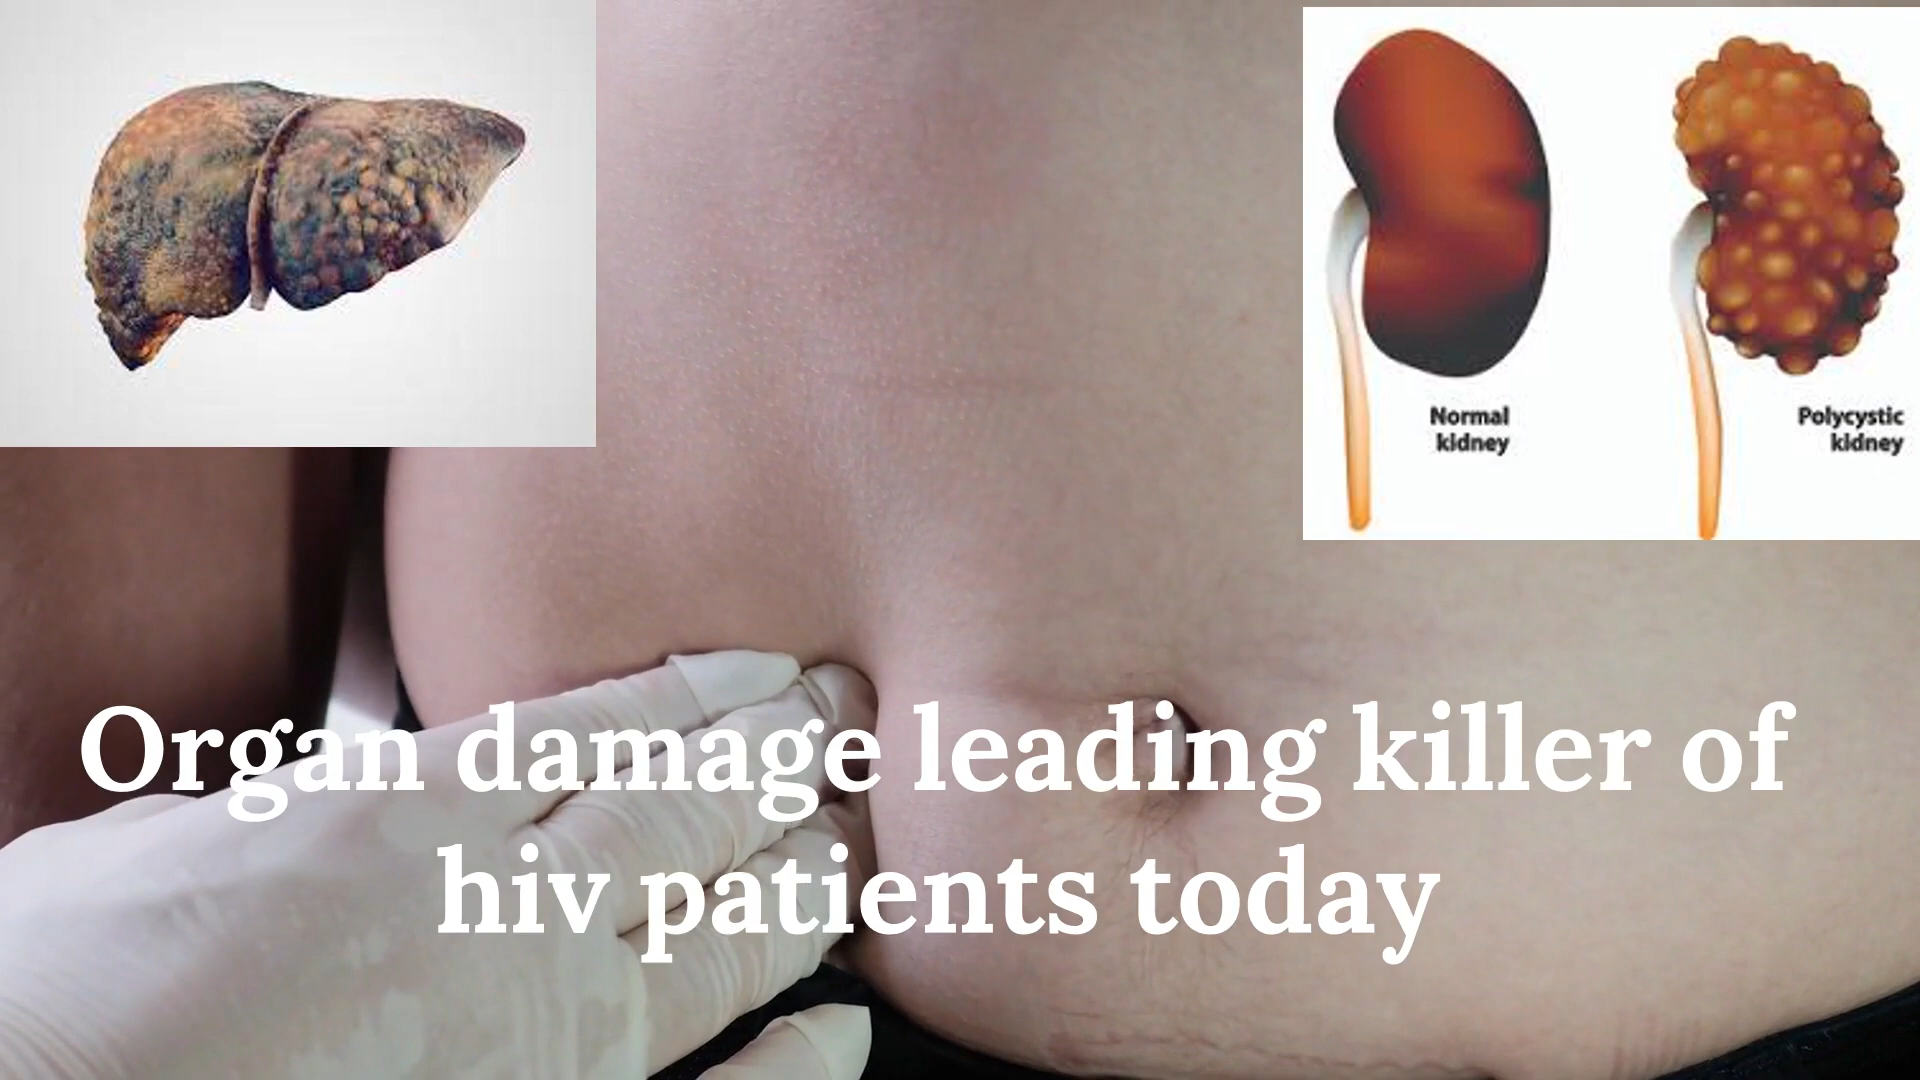 Normal
kidney
Polycystic
kidney
Organ damage leading killer of
hiv patients today